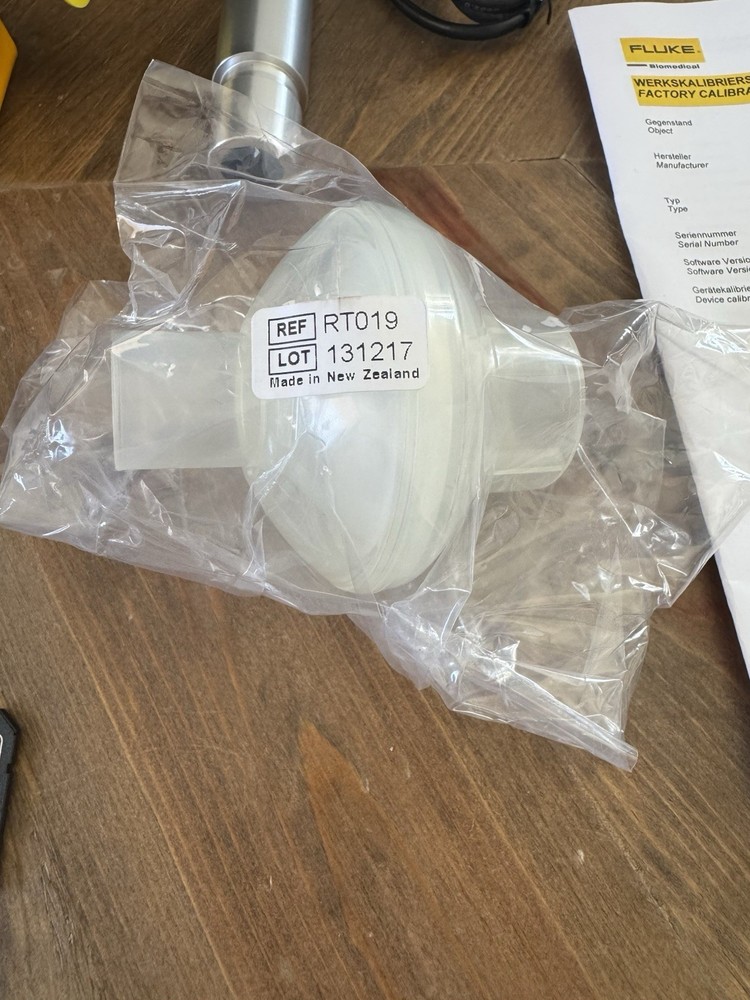 FLUKE
Biomedical
WERKSKALIBRIERS
FACTORY CALIBRA
Gegenstand
Object
Hersteller
Manufacturer
Typ
Type
Seriennummer
Serial Number
Software Versio
Software Versi
Gerätekalibrie
Device calibr
REF RT019
LOT 131217
Made in New Zealand